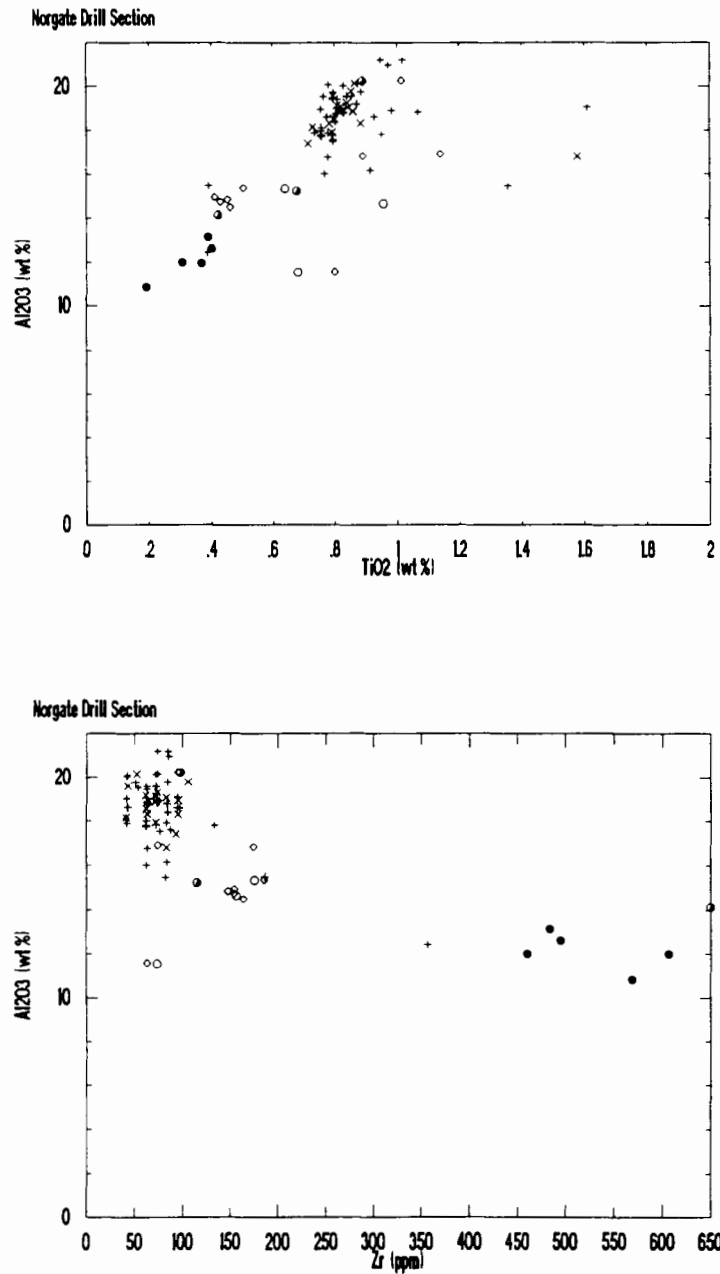 Norgate Drill Section
20
10
0
Al2O3 (wt %)
0 .2 .4 .6 .8 1 1.2 1.4 1.6 1.8 2
TiO2 (wt %)
Norgate Drill Section
20
10
0
Al2O3 (wt %)
0 50 100 150 200 250 300 350 400 450 500 550 600 650
Zr (ppm)